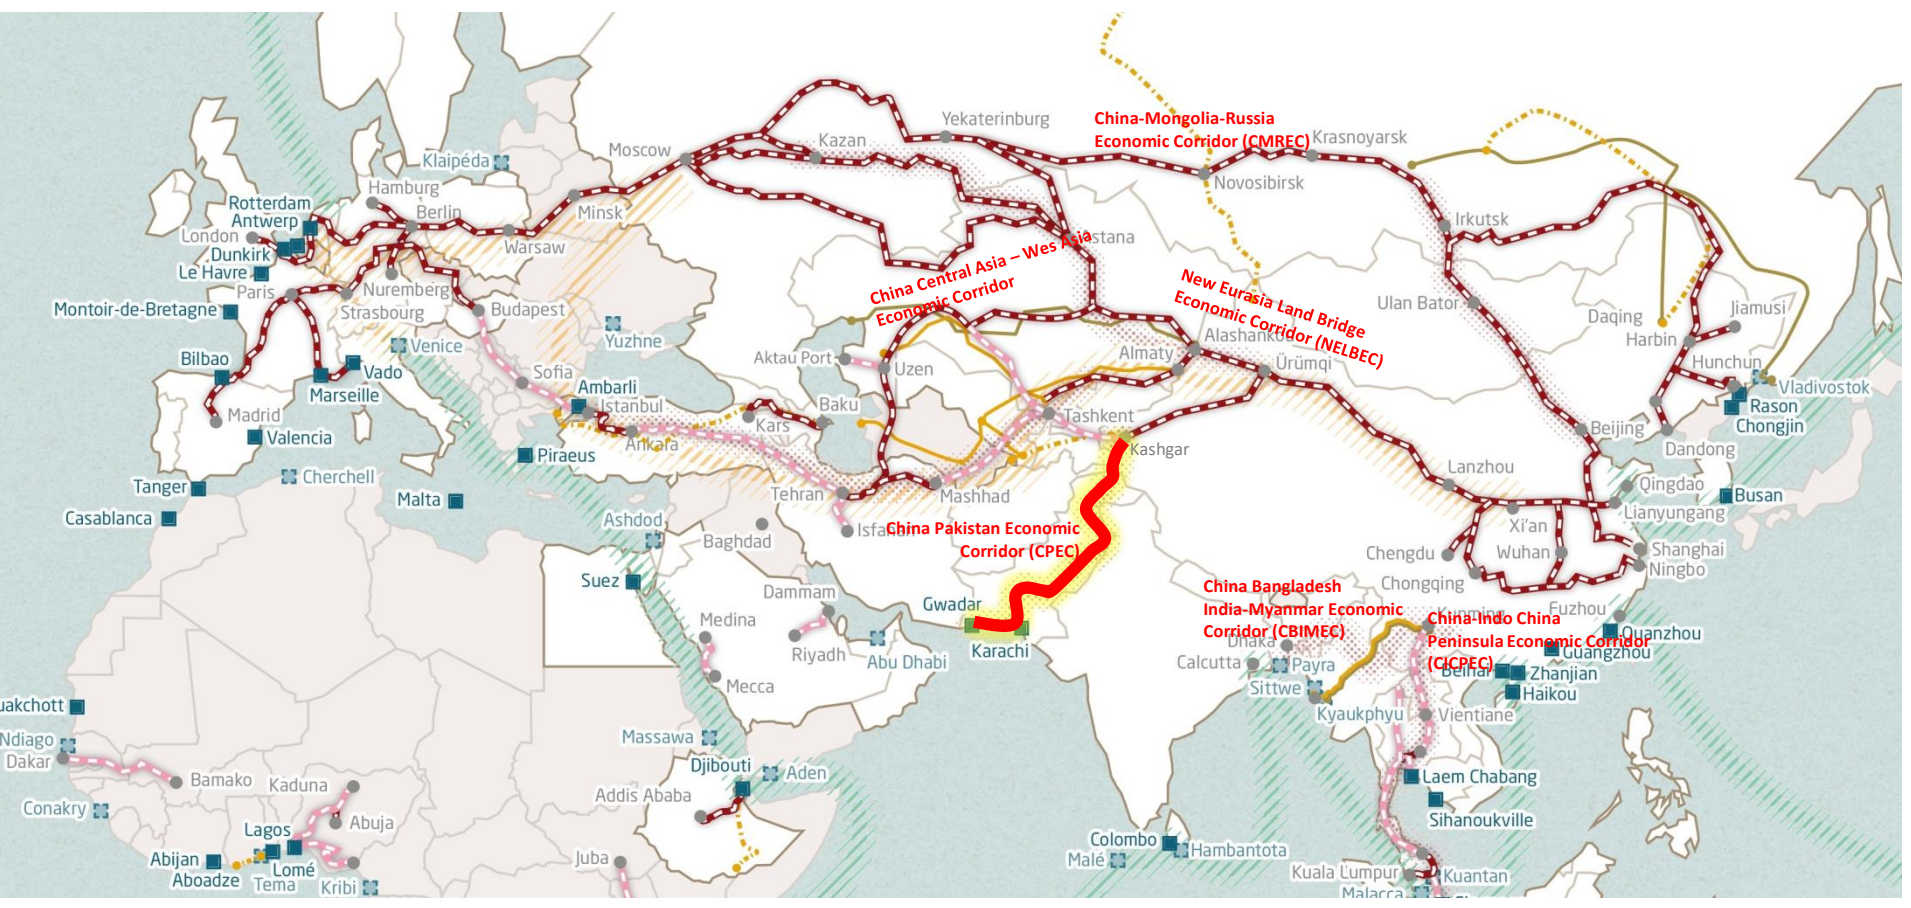 China-Mongolia-Russia
Economic Corridor (CMREC)
Yekaterinburg
Krasnoyarsk
Kazan
Moscow
Novosibirsk
Klaipéda
Hamburg
Rotterdam
Antwerp
Berlin
Minsk
London
Dunkirk
Warsaw
Le Havre
Paris
Nuremberg
Strasbourg
Budapest
Montoir-de-Bretagne
Irkutsk
Ulan Bator
stana
China Central Asia – Wes Asia
Economic Corridor
New Eurasia Land Bridge
Economic Corridor (NELBEC)
Daqing
Jiamusi
Harbin
Hunchun
Vladivostok
Rason
Chongjin
Dandong
Beijing
Yuzhne
Venice
Bilbao
Vado
Marseille
Madrid
Valencia
Sofia
Ambarli
Istanbul
Ankara
Piraeus
Kars
Baku
Aktau Port
Uzen
Almaty
Alashankou
Ürümqi
Tashkent
Kashgar
Lanzhou
Qingdao
Lianyungang
Busan
Xi'an
Wuhan
Chengdu
Chongqing
Shanghai
Ningbo
Fuzhou
Quanzhou
Guangzhou
Tanger
Casablanca
Cherchell
Malta
Ashdod
Suez
Baghdad
Tehran
Mashhad
Isfahan
China Pakistan Economic
Corridor (CPEC)
Gwadar
Karachi
Dammam
Medina
Riyadh
Mecca
Abu Dhabi
China Bangladesh
India-Myanmar Economic
Corridor (CBIMEC)
Dhaka
Calcutta
Payra
Sittwe
Kyaukphyu
Kunming
China-Indo China
Peninsula Economic Corridor
(CICPEC)
Zhanjian
Haikou
Vientiane
Laem Chabang
Sihanoukville
uakchott
Ndiago
Dakar
Bamako
Conakry
Kaduna
Abuja
Lagos
Abijan
Aboadze
Lomé
Tema
Kribi
Massawa
Djibouti
Aden
Addis Ababa
Juba
Colombo
Malé
Hambantota
Kuala Lumpur
Kuantan
Malacca